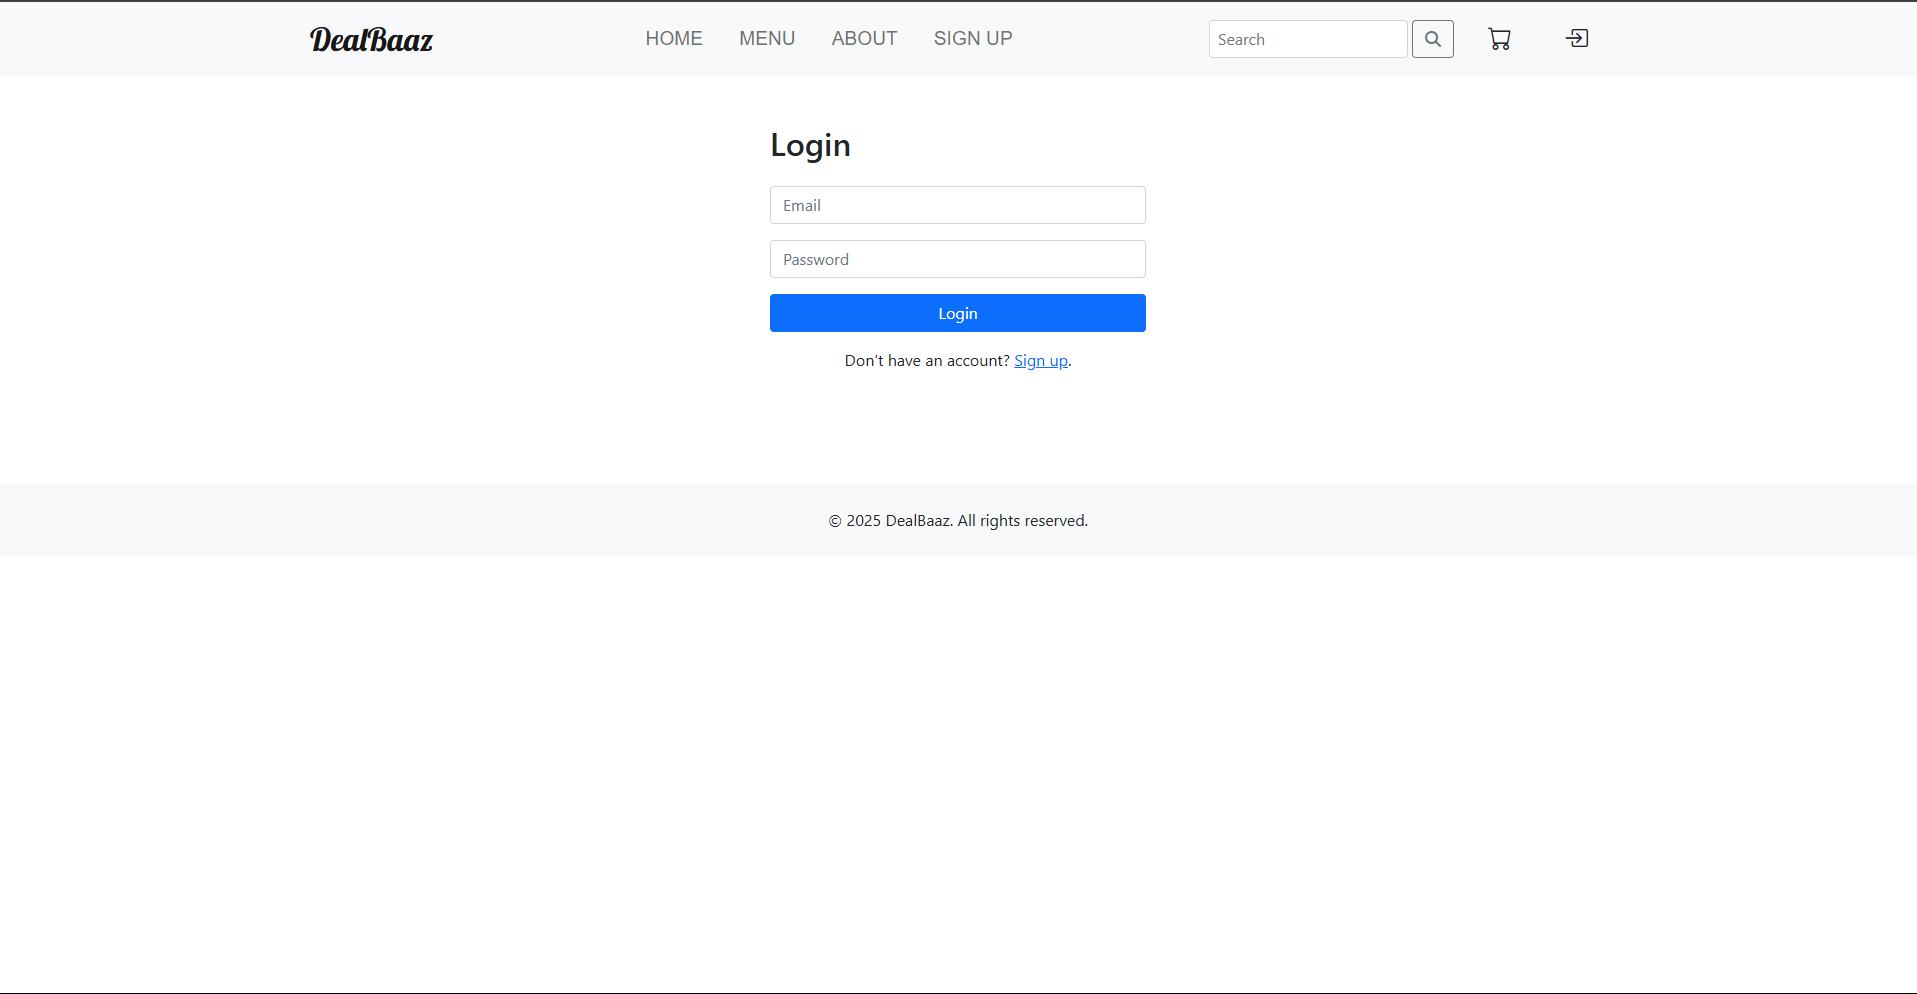 DealBaaz HOME MENU ABOUT SIGN UP Search
Login
Email
Password
Login
Don't have an account? Sign up.
© 2025 DealBaaz. All rights reserved.